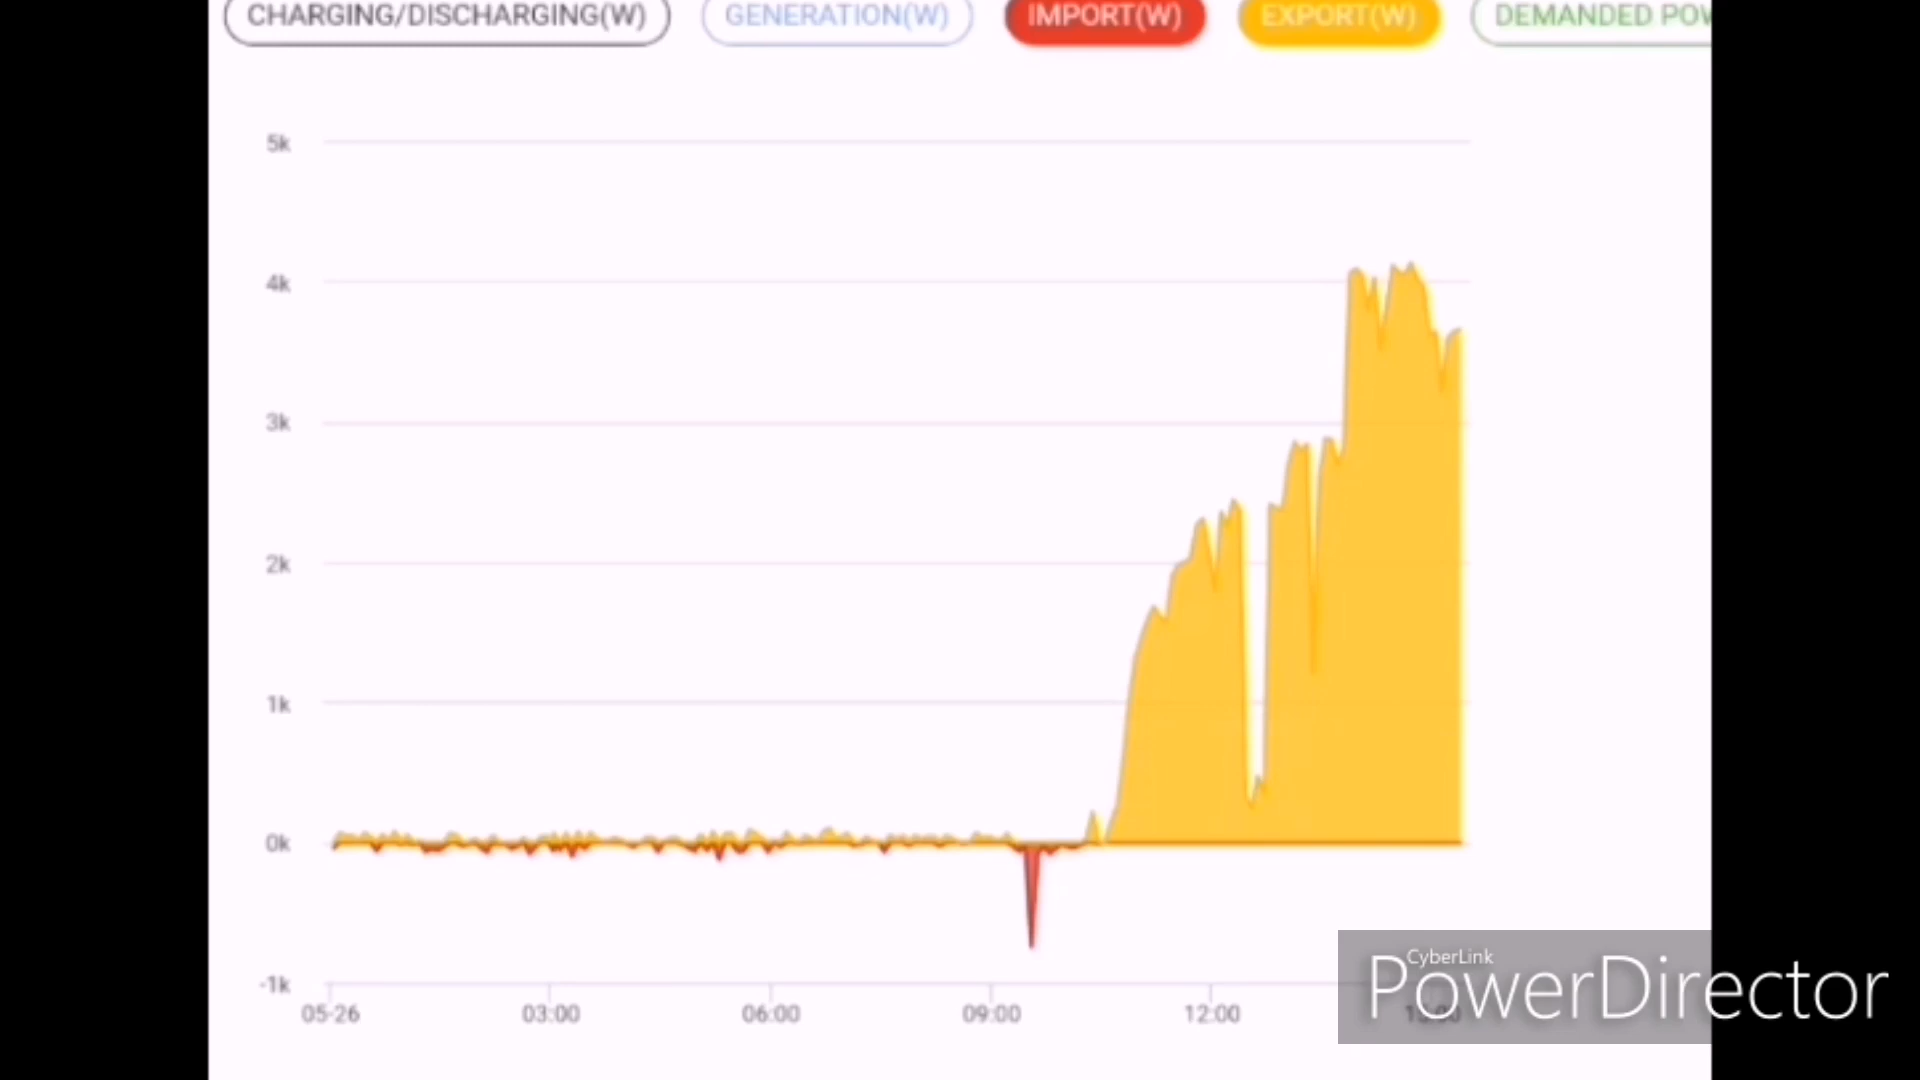 CHARGING/DISCHARGING(W) GENERATION(W) IMPORT(W) EXPORT(W) DEMANDED
5k
4k
3k
2k
1k
0k
-1k
05-26 03:00 06:00 09:00 12:00
CyberLink
PowerDirector